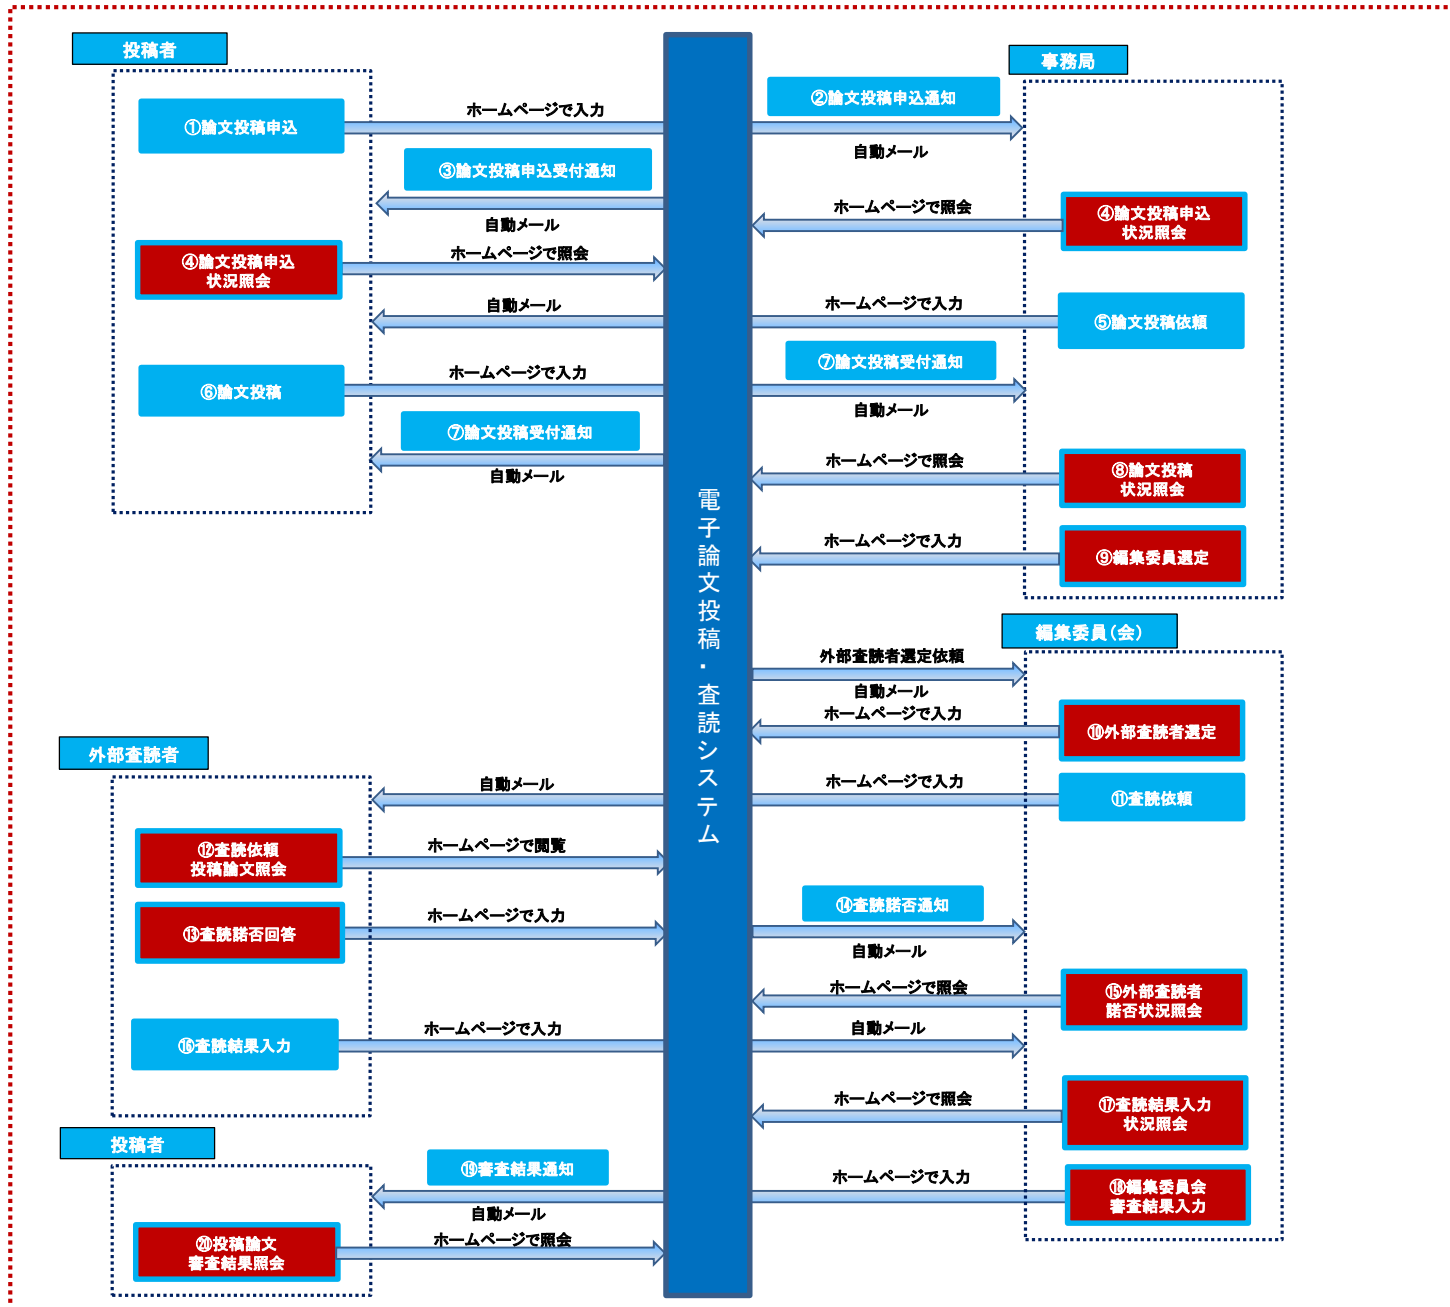 投稿者
事務局
①論文投稿申込
ホームページで入力
②論文投稿申込通知
自動メール
③論文投稿申込受付通知
自動メール
ホームページで照会
④論文投稿申込
状況照会
④論文投稿申込
状況照会
ホームページで照会
自動メール
ホームページで入力
⑤論文投稿依頼
⑥論文投稿
ホームページで入力
⑦論文投稿受付通知
自動メール
⑦論文投稿受付通知
自動メール
ホームページで照会
⑧論文投稿
状況照会
ホームページで入力
⑨編集委員選定
電子論文投稿・査読システム
編集委員(会)
外部査読者選定依頼
自動メール
ホームページで入力
⑩外部査読者選定
外部査読者
自動メール
ホームページで入力
⑪査読依頼
⑫査読依頼
投稿論文照会
ホームページで閲覧
⑬査読諾否回答
ホームページで入力
⑭査読諾否通知
自動メール
ホームページで照会
⑮外部査読者
諾否状況照会
⑯査読結果入力
ホームページで入力
自動メール
ホームページで照会
⑰査読結果入力
状況照会
投稿者
⑲審査結果通知
自動メール
ホームページで入力
⑱編集委員会
審査結果入力
⑳投稿論文
審査結果照会
ホームページで照会